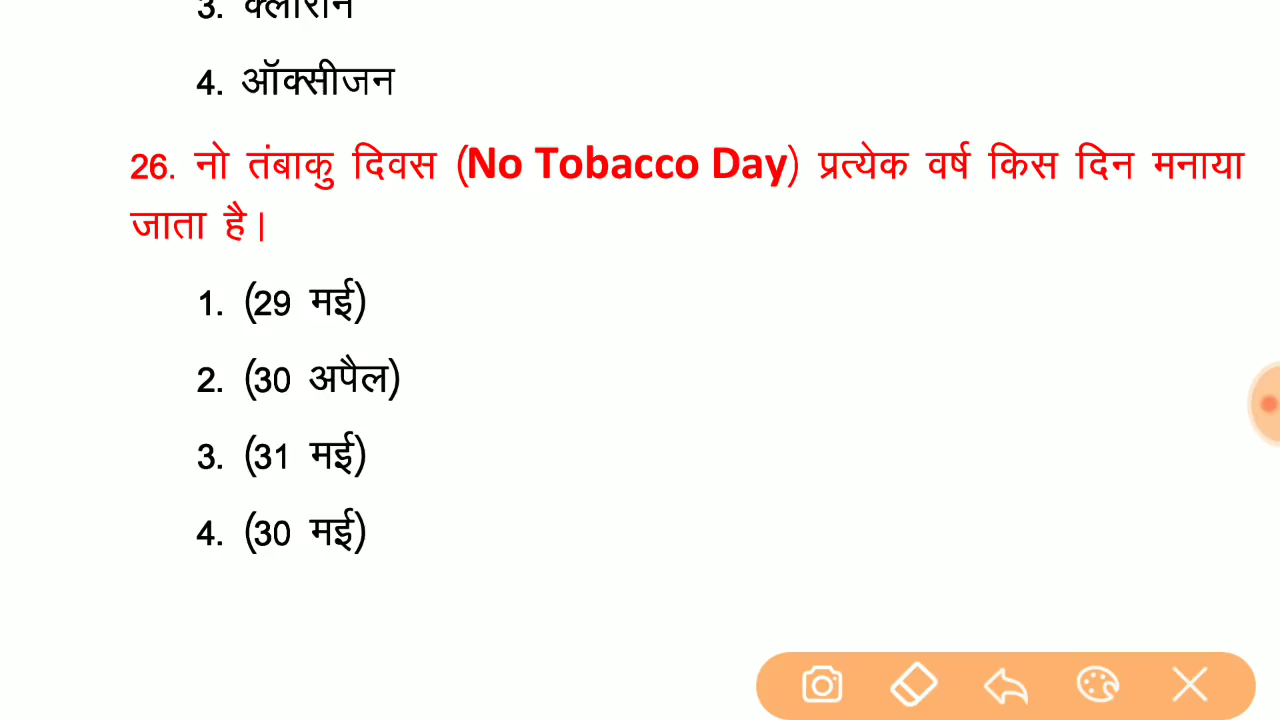 3. क्लोरीन
4. ऑक्सीजन
26. नो तंबाकु दिवस (No Tobacco Day) प्रत्येक वर्ष किस दिन मनाया
जाता है।
1. (29 मई)
2. (30 अपैल)
3. (31 मई)
4. (30 मई)